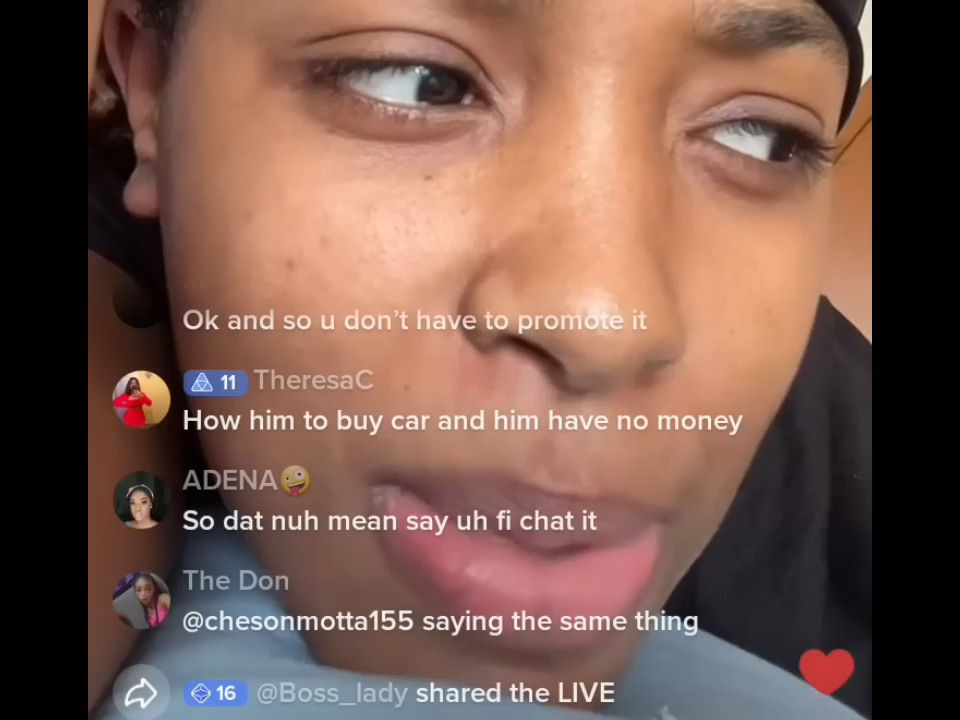 Ok and so u don't have to promote it
11 TheresaC
How him to buy car and him have no money
ADENA🤪
So dat nuh mean say uh fi chat it
The Don
@chesonmotta155 saying the same thing
16 @Boss_lady shared the LIVE